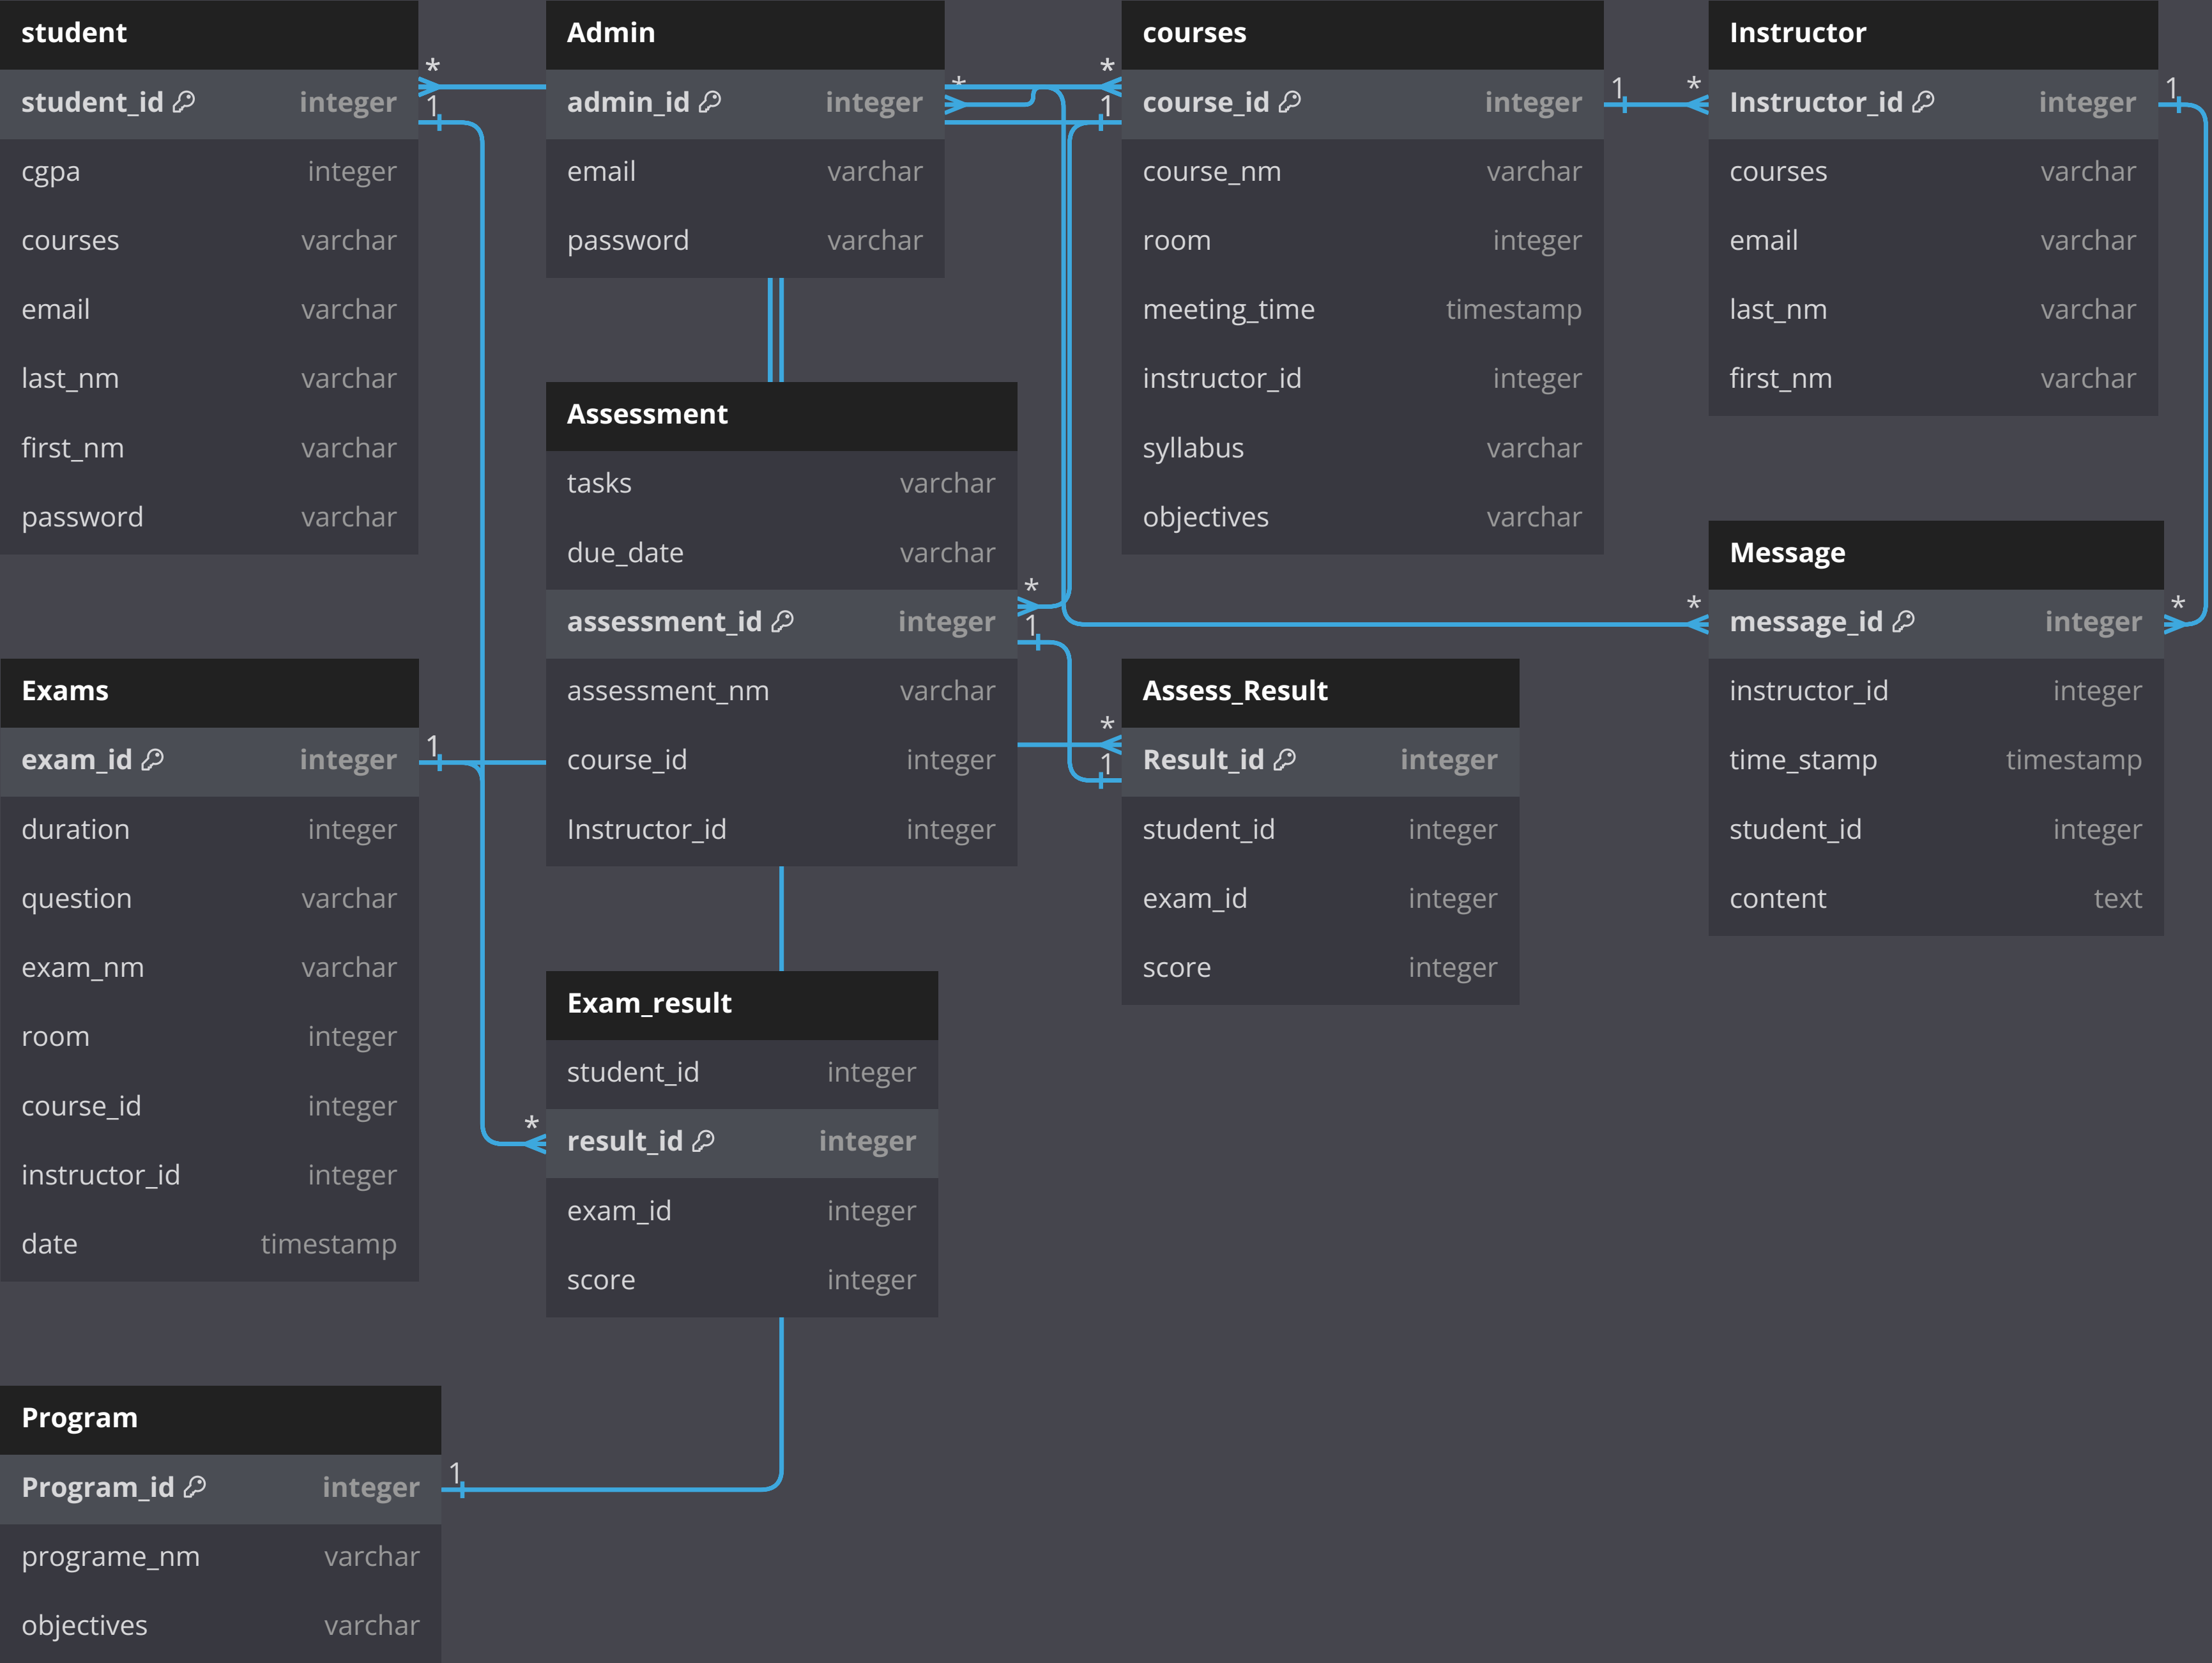 student
student_id integer
cgpa integer
courses varchar
email varchar
last_nm varchar
first_nm varchar
password varchar
Admin
admin_id integer
email varchar
password varchar
courses
course_id integer
course_nm varchar
room integer
meeting_time timestamp
instructor_id integer
syllabus varchar
objectives varchar
Instructor
Instructor_id integer
courses varchar
email varchar
last_nm varchar
first_nm varchar
* 1
*
* 1
1 *
1
Assessment
tasks varchar
due_date varchar
assessment_id integer
assessment_nm varchar
course_id integer
Instructor_id integer
* 1
Message
message_id integer
instructor_id integer
time_stamp timestamp
student_id integer
content text
* *
Exams
exam_id integer
duration integer
question varchar
exam_nm varchar
room integer
course_id integer
instructor_id integer
date timestamp
1
Assess_Result
Result_id integer
student_id integer
exam_id integer
score integer
* 1
Exam_result
student_id integer
result_id integer
exam_id integer
score integer
*
Program
Program_id integer
programe_nm varchar
objectives varchar
1